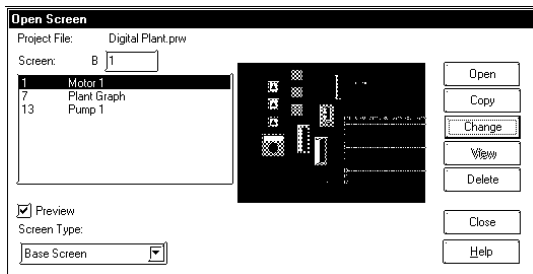 Open Screen
Project File: Digital Plant.prw
Screen: B 1
1 Motor 1
7 Plant Graph
13 Pump 1
Open
Copy
Change
View
Delete
Preview
Screen Type:
Base Screen
Close
Help